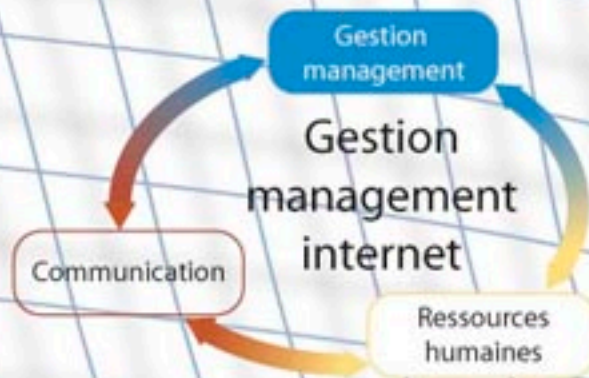 Gestion
management
Gestion
management
internet
Communication
Ressources
humaines